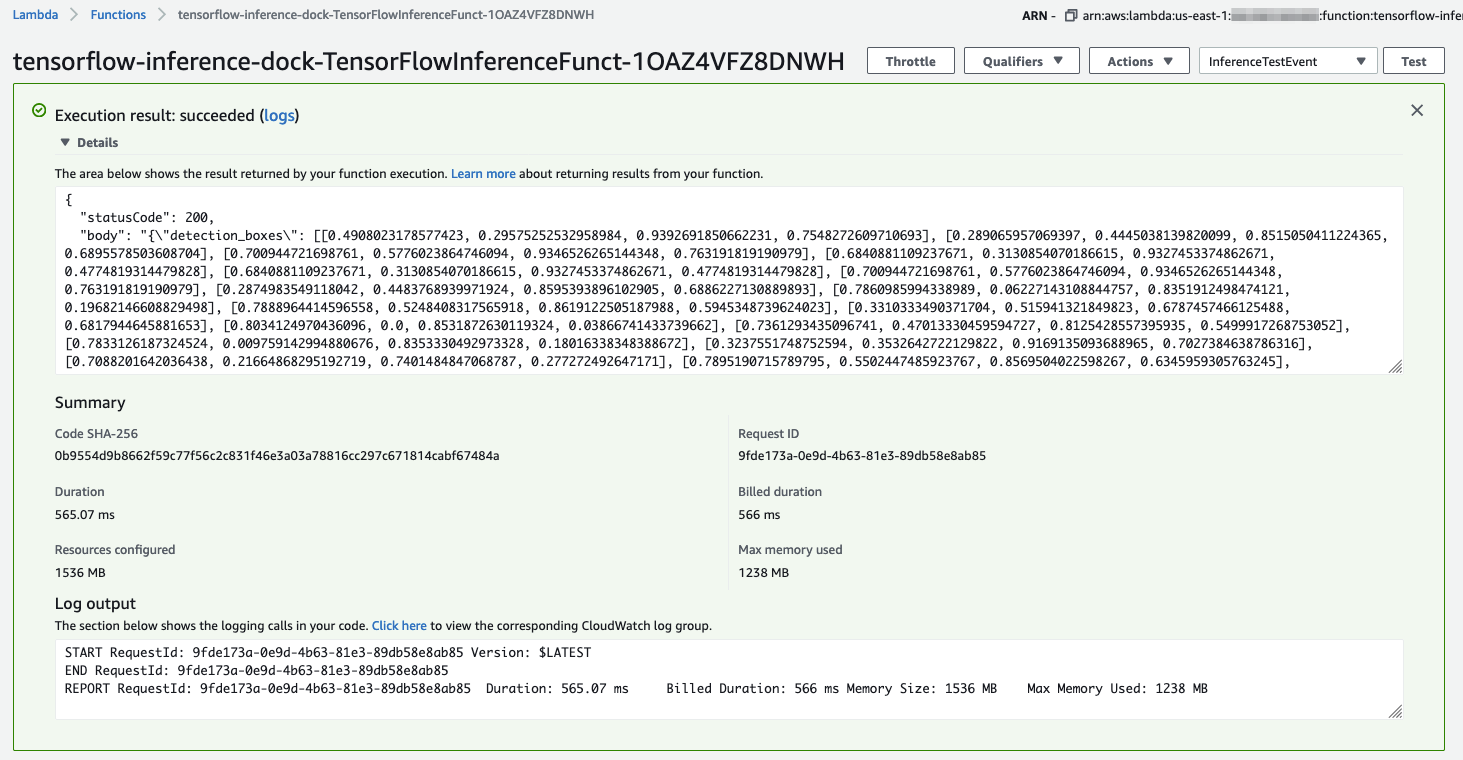 Lambda Functions tensorflow-inference-dock-TensorFlowInferenceFunct-1OAZ4VFZ8DNWH ARN - arn:aws:lambda:us-east-1: :function:tensorflow-infe
tensorflow-inference-dock-TensorFlowInferenceFunct-1OAZ4VFZ8DNWH Throttle Qualifiers Actions InferenceTestEvent Test
Execution result: succeeded (logs)
Details
The area below shows the result returned by your function execution. Learn more about returning results from your function.
{
"statusCode": 200,
"body": "{\"detection_boxes\": [[0.4908023178577423, 0.29575252532958984, 0.9392691850662231, 0.7548272609710693], [0.289065957069397, 0.4445038139820099, 0.8515050411224365,
0.6895578503608704], [0.700944721698761, 0.5776023864746094, 0.9346526265144348, 0.763191819190979], [0.6840881109237671, 0.3130854070186615, 0.9327453374862671,
0.4774819314479828], [0.6840881109237671, 0.3130854070186615, 0.9327453374862671, 0.4774819314479828], [0.700944721698761, 0.5776023864746094, 0.9346526265144348,
0.763191819190979], [0.2874983549118042, 0.4483768939971924, 0.8595393896102905, 0.6886227130889893], [0.7860985994338989, 0.06227143108844757, 0.8351912498474121,
0.19682146608829498], [0.7888964414596558, 0.5248408317565918, 0.8619122505187988, 0.5945348739624023], [0.3310333490371704, 0.515941321849823, 0.6787457466125488,
0.6817944645881653], [0.8034124970436096, 0.0, 0.8531872630119324, 0.03866741433739662], [0.7361293435096741, 0.47013330459594727, 0.8125428557395935, 0.5499917268753052],
[0.7833126187324524, 0.009759142994880676, 0.8353330492973328, 0.18016338348388672], [0.3237551748752594, 0.3532642722129822, 0.9169135093688965, 0.7027384638786316],
[0.7088201642036438, 0.21664868295192719, 0.7401484847068787, 0.277272492647171], [0.7895190715789795, 0.5502447485923767, 0.8569504022598267, 0.6345959305763245],
Summary
Code SHA-256 Request ID
0b9554d9b8662f59c77f56c2c831f46e3a03a78816cc297c671814cabf67484a 9fde173a-0e9d-4b63-81e3-89db58e8ab85
Duration Billed duration
565.07 ms 566 ms
Resources configured Max memory used
1536 MB 1238 MB
Log output
The section below shows the logging calls in your code. Click here to view the corresponding CloudWatch log group.
START RequestId: 9fde173a-0e9d-4b63-81e3-89db58e8ab85 Version: $LATEST
END RequestId: 9fde173a-0e9d-4b63-81e3-89db58e8ab85
REPORT RequestId: 9fde173a-0e9d-4b63-81e3-89db58e8ab85 Duration: 565.07 ms Billed Duration: 566 ms Memory Size: 1536 MB Max Memory Used: 1238 MB